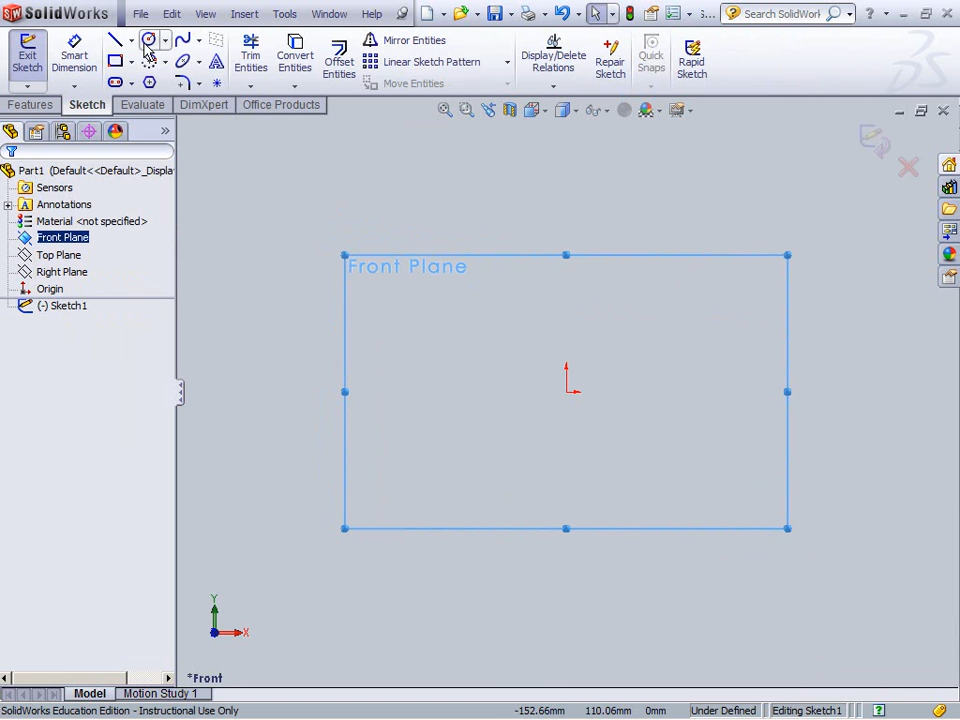 SW SolidWorks File Edit View Insert Tools Window Help S... Search SolidWork
Exit Sketch Smart Dimension Trim Entities Convert Entities Offset Entities Mirror Entities Linear Sketch Pattern Move Entities Display/Delete Relations Repair Sketch Quick Snaps Rapid Sketch
Features Sketch Evaluate DimXpert Office Products
Part1 (Default<<Default>_Displa
Sensors
Annotations
Material <not specified>
Front Plane
Top Plane
Right Plane
Origin
(-) Sketch1
Front Plane
Y
X
*Front
Model Motion Study 1
SolidWorks Education Edition - Instructional Use Only -152.66mm 110.06mm 0mm Under Defined Editing Sketch1